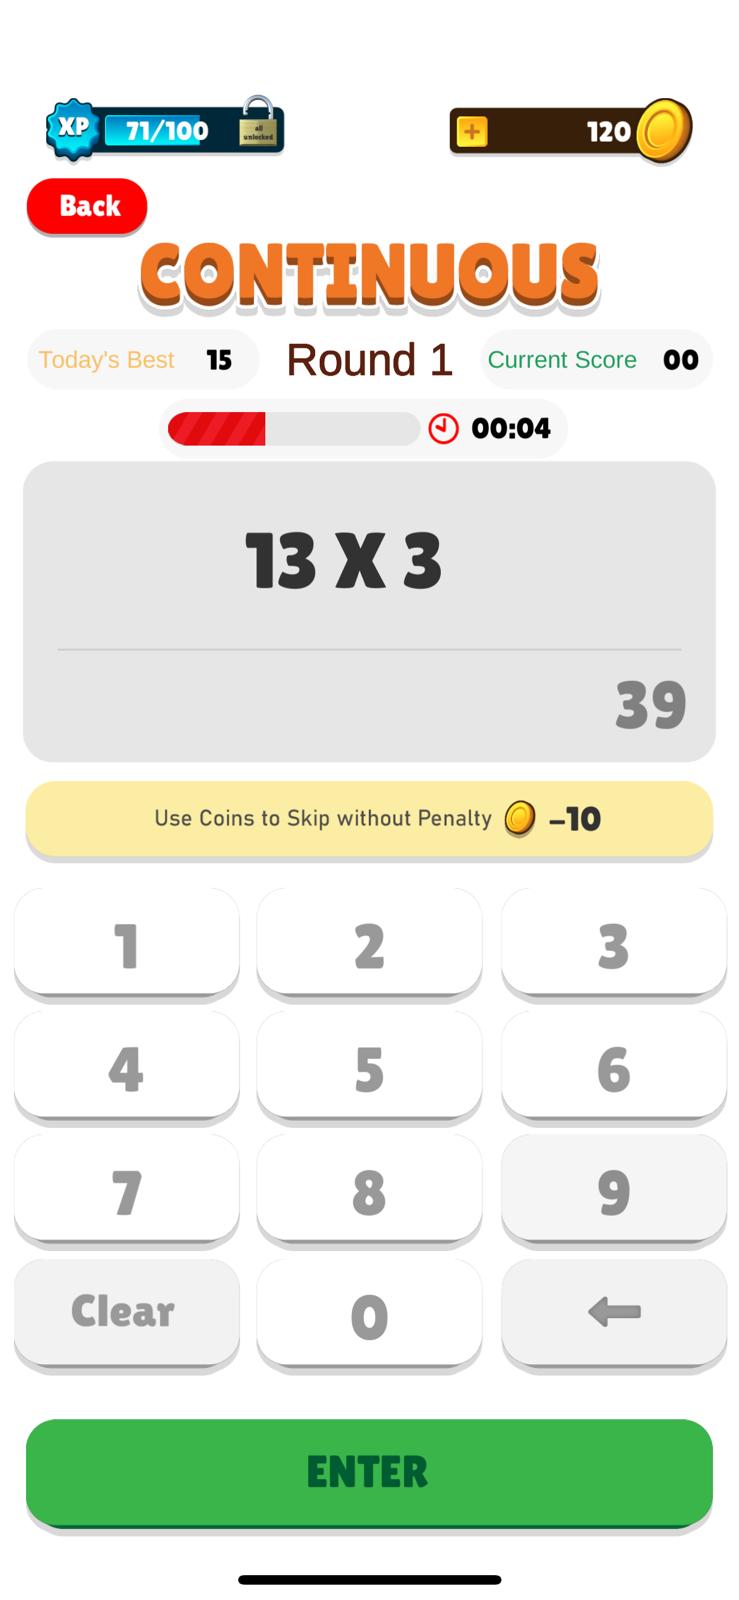 XP 71/100 all unlocked + 120
Back
CONTINUOUS
Today's Best 15 Round 1 Current Score 00
00:04
13 X 3
39
Use Coins to Skip without Penalty -10
1 2 3
4 5 6
7 8 9
Clear 0
ENTER